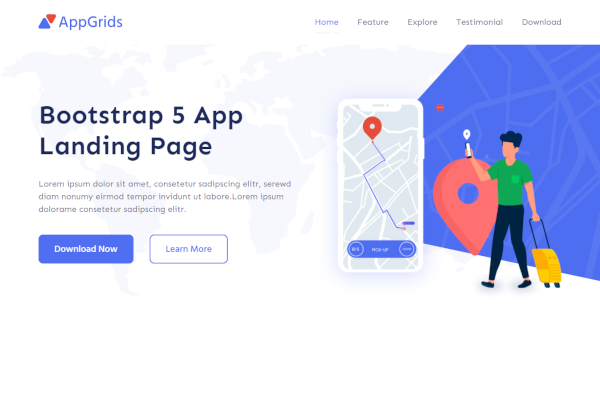 AppGrids
Home Feature Explore Testimonial Download
Bootstrap 5 App
Landing Page
Lorem ipsum dolor sit amet, consetetur sadipscing elitr, serewd
diam nonumy eirmod tempor invidunt ut labore.Lorem ipsum
dolorame consetetur sadipscing elitr.
Download Now Learn More
PICK-UP